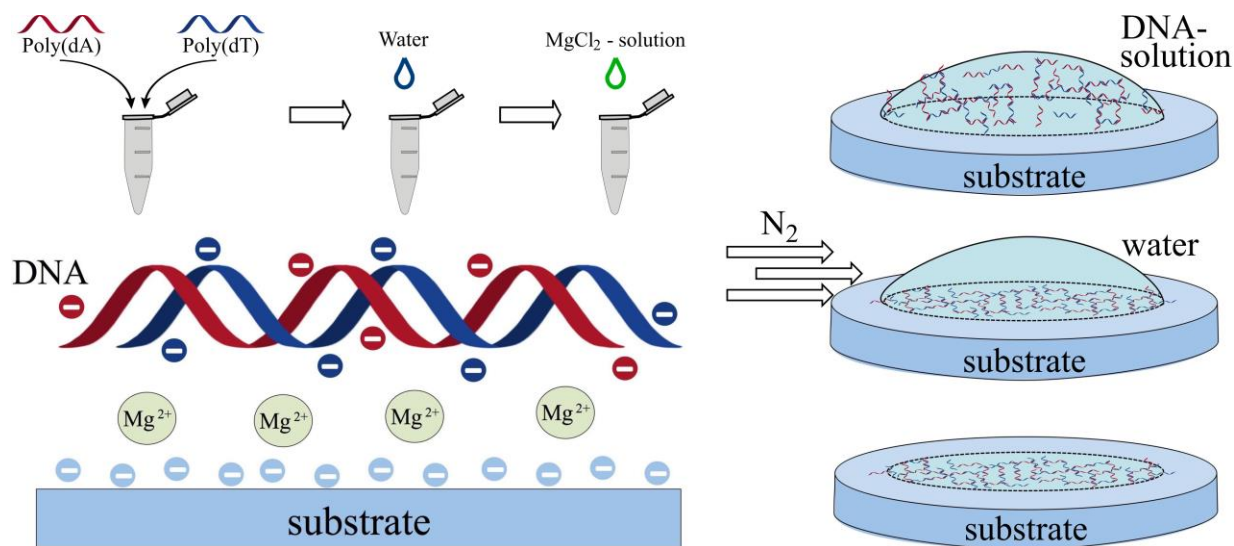 Poly(dA)
Poly(dT)
Water
MgCl₂ - solution
DNA
⊖
⊖
⊖
⊖
⊖
⊖
⊖
⊖
⊖
⊖
⊖
Mg²⁺
Mg²⁺
Mg²⁺
Mg²⁺
⊖
⊖
⊖
⊖
⊖
⊖
⊖
⊖
⊖
⊖
⊖
⊖
substrate
DNA-
solution
substrate
N₂
water
substrate
substrate